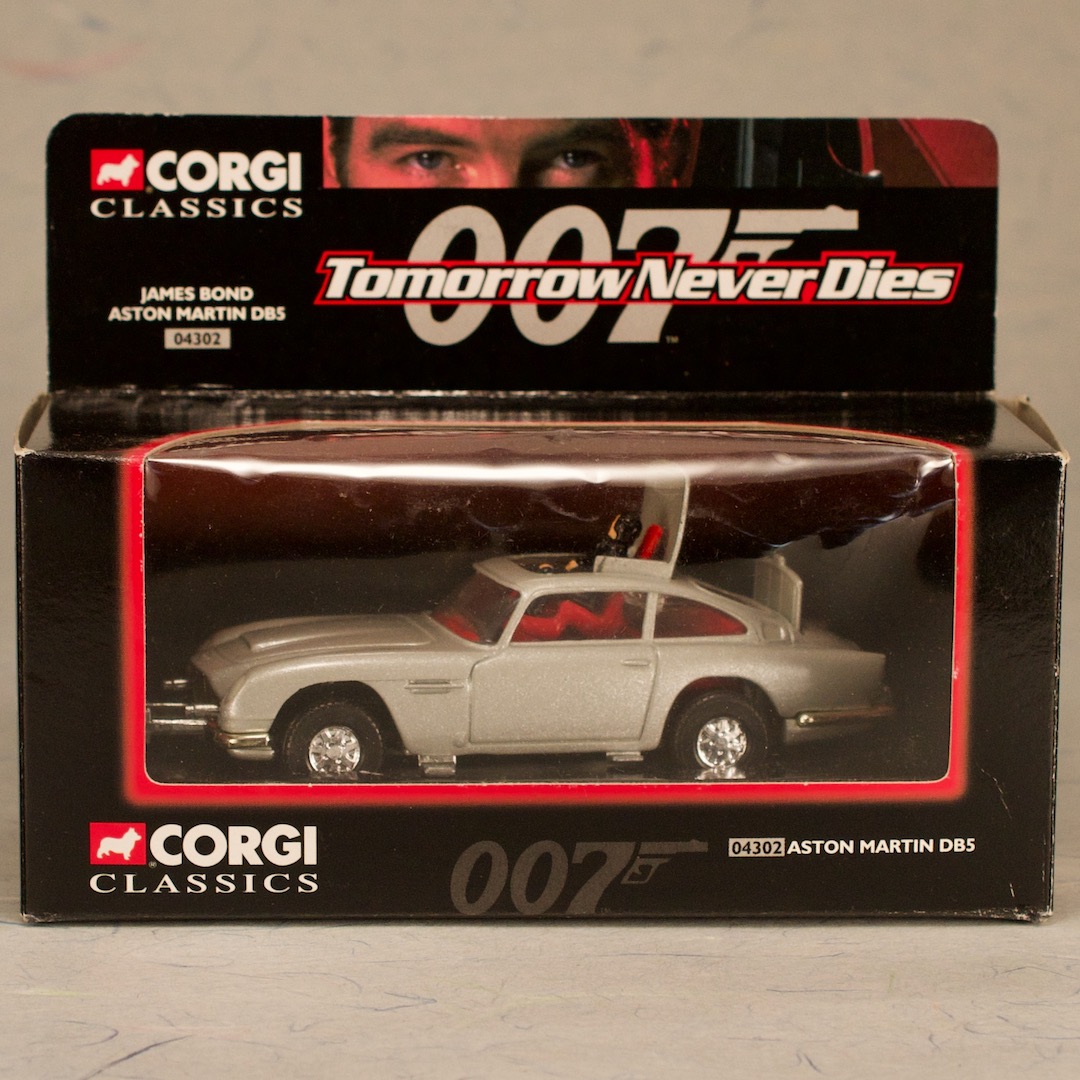 CORGI
CLASSICS
007
Tomorrow Never Dies
™
JAMES BOND
ASTON MARTIN DB5
04302
CORGI
®
CLASSICS
007
04302 ASTON MARTIN DB5